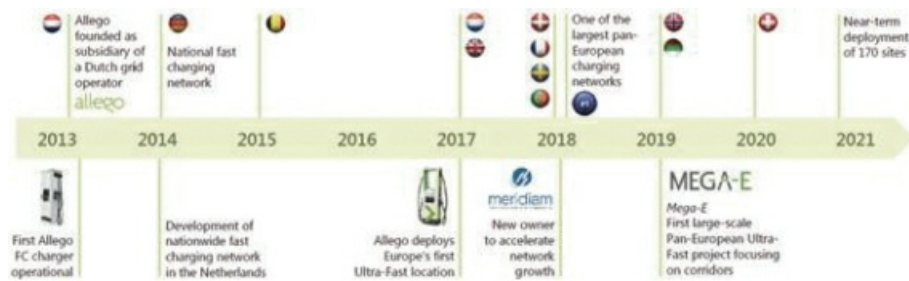 Allego
founded as
subsidiary of
a Dutch grid
operator
allego
National fast
charging
network
One of the
largest pan-
European
charging
networks
Near-term
deployment
of 170 sites
2013
2014
2015
2016
2017
2018
2019
2020
2021
First Allego
FC charger
operational
Development of
nationwide fast
charging network
in the Netherlands
Allego deploys
Europe's first
Ultra-Fast location
meridiam
New owner
to accelerate
network
growth
MEGA-E
Mega-E
First large-scale
Pan-European Ultra-
Fast project focusing
on corridors